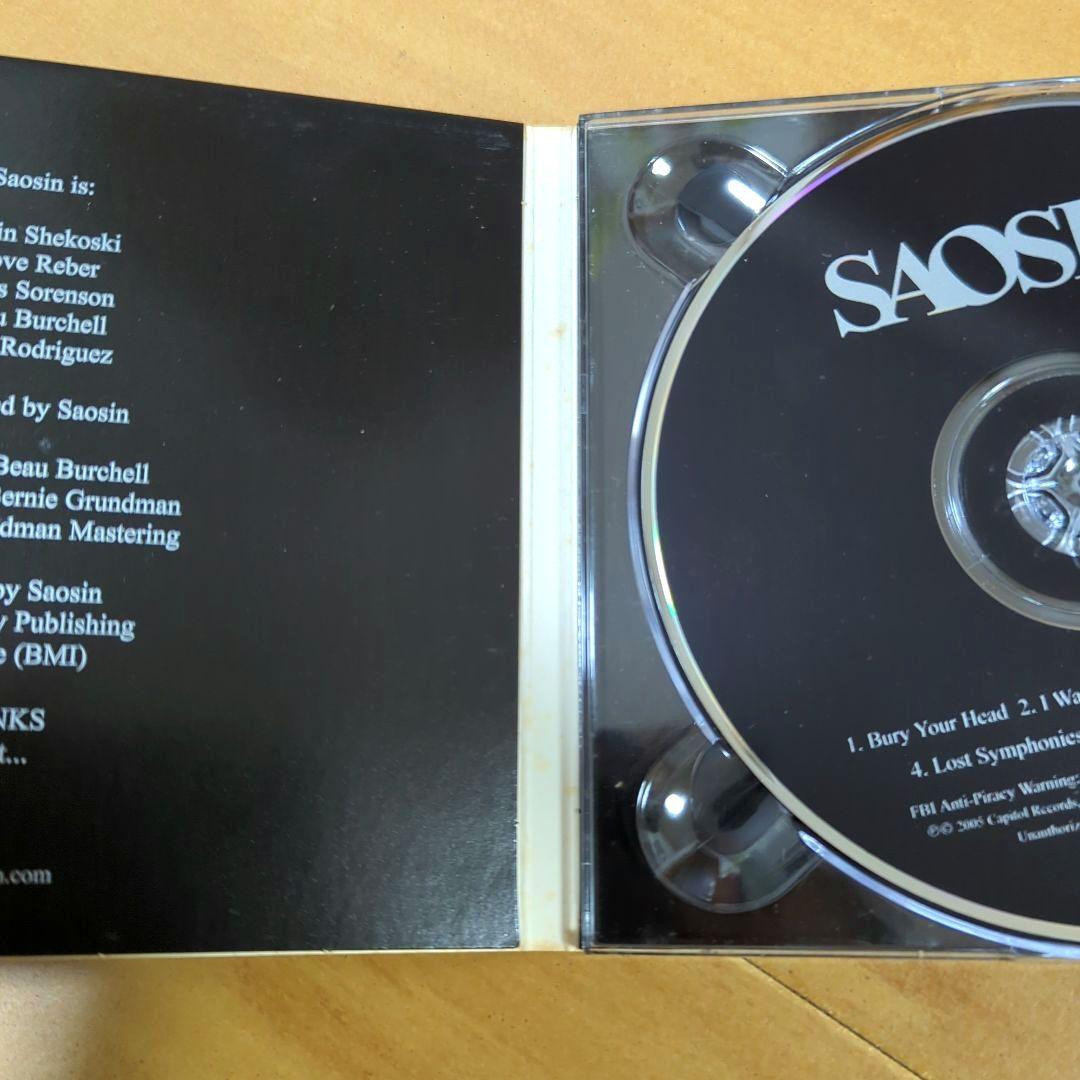 Saosin is:
in Shekoski
ove Reber
s Sorenson
u Burchell
Rodriguez
d by Saosin
Beau Burchell
Bernie Grundman
dman Mastering
by Saosin
y Publishing
e (BMI)
NKS
t...
n.com
SAOSI
1. Bury Your Head 2. I Wa
4. Lost Symphonies
FBI Anti-Piracy Warning:
℗© 2005 Capitol Records,
Unauthoriz